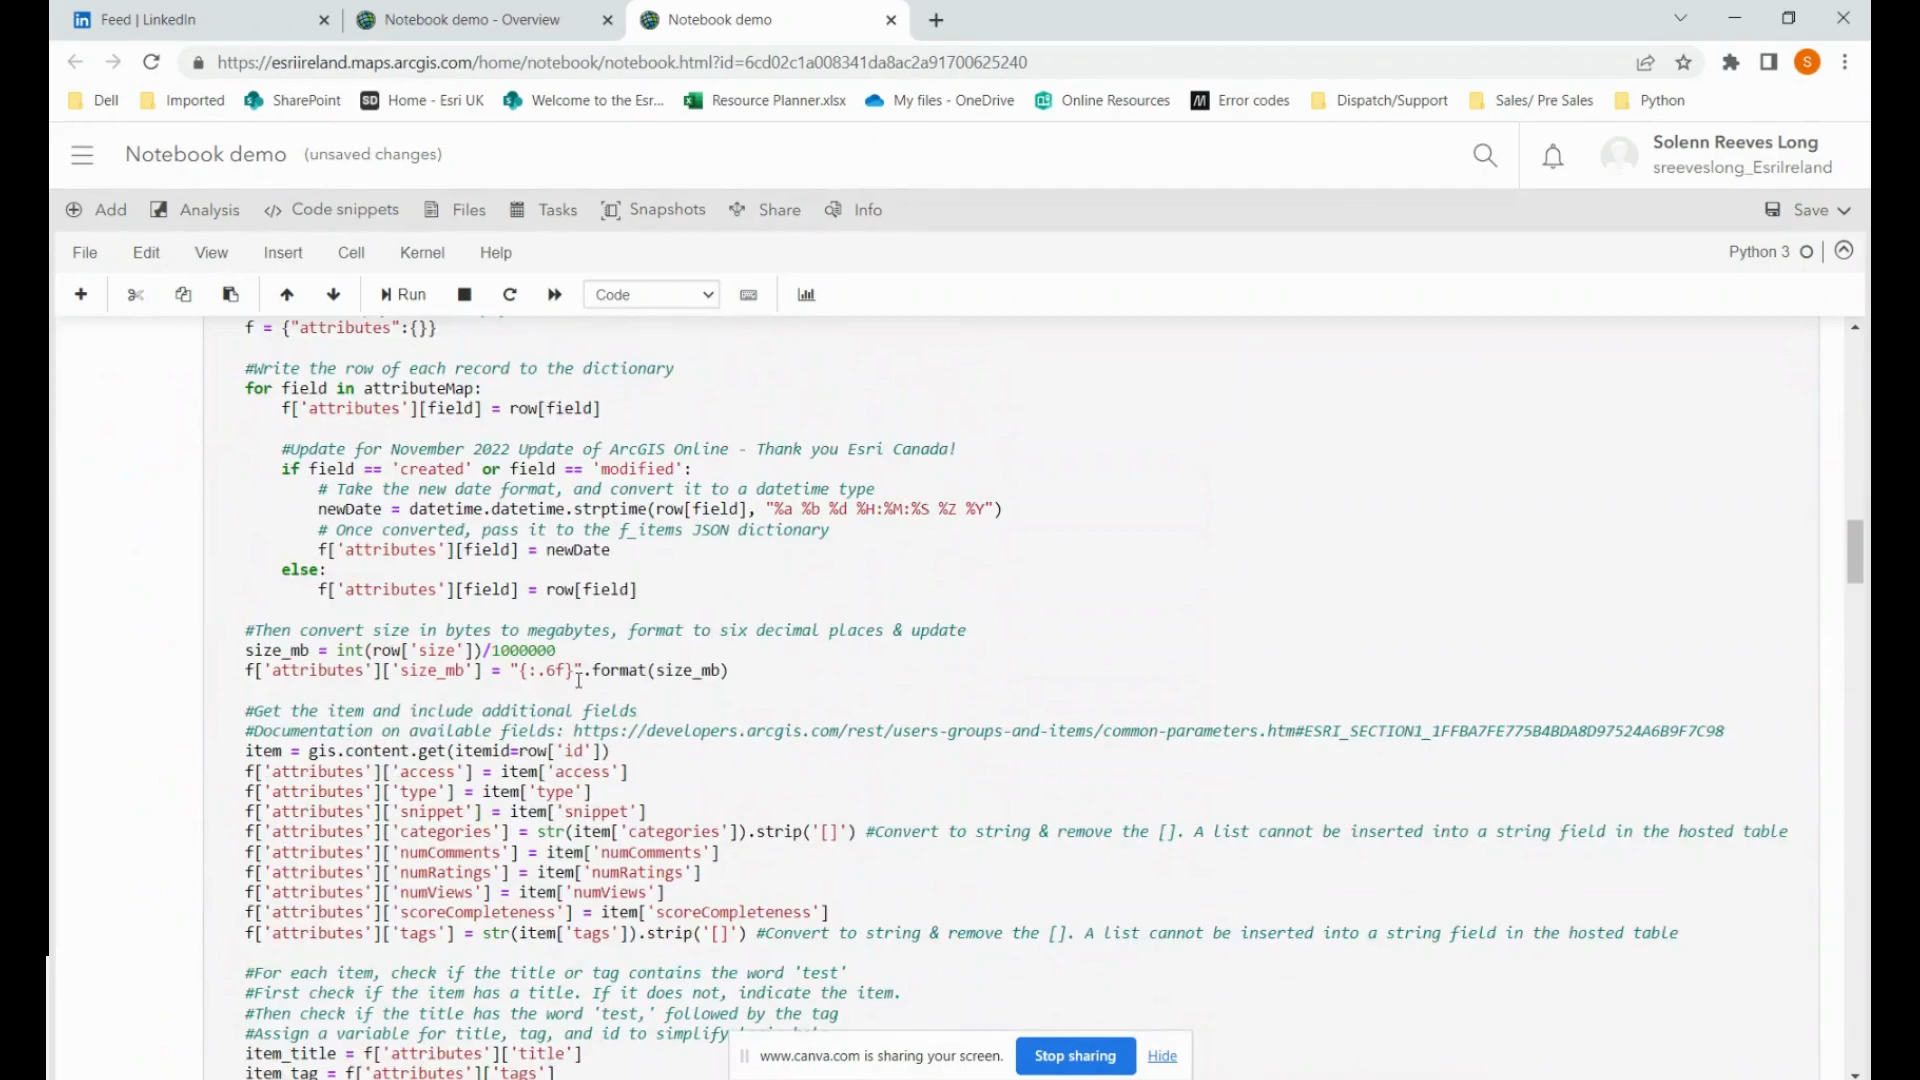 Feed | LinkedIn
Notebook demo - Overview
Notebook demo
https://esriireland.maps.arcgis.com/home/notebook/notebook.html?id=6cd02c1a008341da8ac2a91700625240
S
Dell
Imported
SharePoint
SD Home - Esri UK
Welcome to the Esr...
Resource Planner.xlsx
My files - OneDrive
Online Resources
Error codes
Dispatch/Support
Sales/ Pre Sales
Python
Notebook demo (unsaved changes)
Solenn Reeves Long
sreeveslong_EsriIreland
Add
Analysis
Code snippets
Files
Tasks
Snapshots
Share
Info
Save
File Edit View Insert Cell Kernel Help
Python 3
Run
Code
f = {"attributes":{}}
#Write the row of each record to the dictionary
for field in attributeMap:
f['attributes'][field] = row[field]
#Update for November 2022 Update of ArcGIS Online - Thank you Esri Canada!
if field == 'created' or field == 'modified':
# Take the new date format, and convert it to a datetime type
newDate = datetime.datetime.strptime(row[field], "%a %b %d %H:%M:%S %Z %Y")
# Once converted, pass it to the f_items JSON dictionary
f['attributes'][field] = newDate
else:
f['attributes'][field] = row[field]
#Then convert size in bytes to megabytes, format to six decimal places & update
size_mb = int(row['size'])/1000000
f['attributes']['size_mb'] = "{:.6f}".format(size_mb)
#Get the item and include additional fields
#Documentation on available fields: https://developers.arcgis.com/rest/users-groups-and-items/common-parameters.htm#ESRI_SECTION1_1FFBA7FE775B4BDA8D97524A6B9F7C98
item = gis.content.get(itemid=row['id'])
f['attributes']['access'] = item['access']
f['attributes']['type'] = item['type']
f['attributes']['snippet'] = item['snippet']
f['attributes']['categories'] = str(item['categories']).strip('[]') #Convert to string & remove the []. A list cannot be inserted into a string field in the hosted table
f['attributes']['numComments'] = item['numComments']
f['attributes']['numRatings'] = item['numRatings']
f['attributes']['numViews'] = item['numViews']
f['attributes']['scoreCompleteness'] = item['scoreCompleteness']
f['attributes']['tags'] = str(item['tags']).strip('[]') #Convert to string & remove the []. A list cannot be inserted into a string field in the hosted table
#For each item, check if the title or tag contains the word 'test'
#First check if the item has a title. If it does not, indicate the item.
#Then check if the title has the word 'test,' followed by the tag
#Assign a variable for title, tag, and id to simplify
item_title = f['attributes']['title']
item_tag = f['attributes']['tags']
www.canva.com is sharing your screen.
Stop sharing
Hide